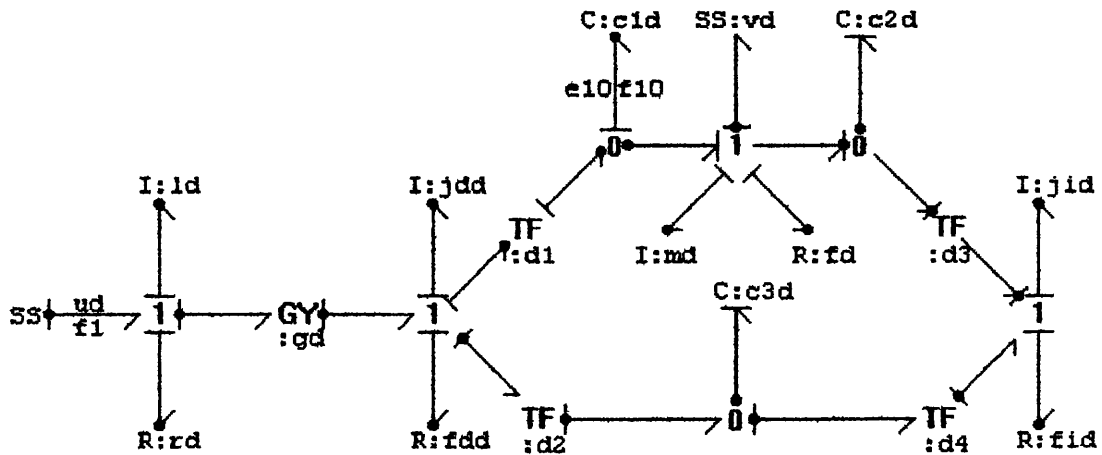 C:c1d SS:vd C:c2d
e10 f10
0 1 0
I:ld I:jdd I:jid
TF
:d1
I:md R:fd
TF
:d3
C:c3d
SS ud
f1
1 GY
:gd
1 1
TF
:d2
0 TF
:d4
R:rd R:fdd R:fid